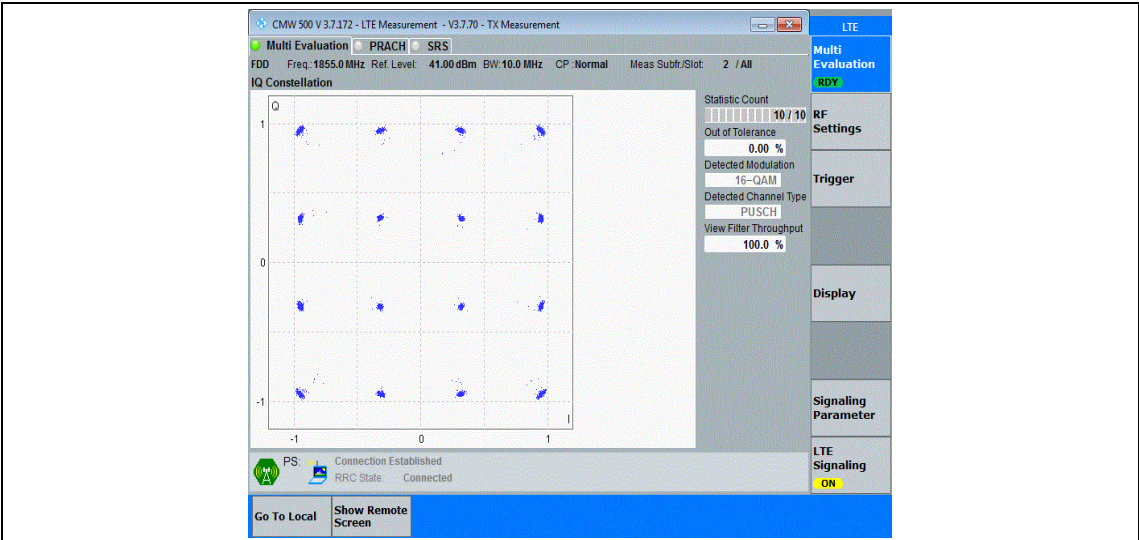 CMW 500 V 3.7.172 - LTE Measurement - V3.7.70 - TX Measurement
LTE
Multi Evaluation PRACH SRS
FDD Freq.: 1855.0 MHz Ref. Level: 41.00 dBm BW: 10.0 MHz CP : Normal Meas Subfr./Slot: 2 / All
IQ Constellation
Q
1
0
-1
I
-1 0 1
Statistic Count
10 / 10
Out of Tolerance
0.00 %
Detected Modulation
16-QAM
Detected Channel Type
PUSCH
View Filter Throughput
100.0 %
Multi
Evaluation
RDY
RF
Settings
Trigger
Display
Signaling
Parameter
LTE
Signaling
ON
PS: Connection Established
RRC State: Connected
Go To Local
Show Remote
Screen